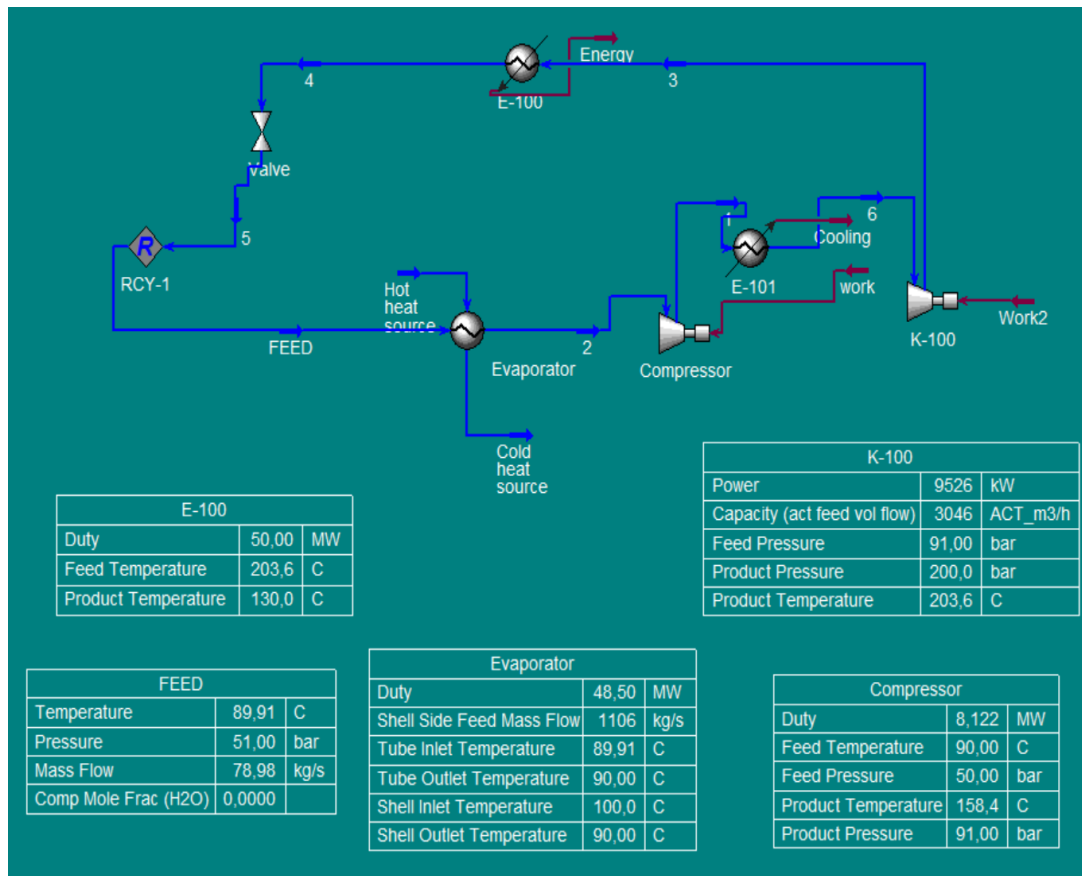 Energy
4
3
E-100
Valve
1
6
Cooling
5
RCY-1
E-101
Hot
heat
source
work
Work2
FEED
2
K-100
Evaporator
Compressor
Cold
heat
source
K-100
Power 9526 kW
Capacity (act feed vol flow) 3046 ACT_m3/h
Feed Pressure 91,00 bar
Product Pressure 200,0 bar
Product Temperature 203,6 C
E-100
Duty 50,00 MW
Feed Temperature 203,6 C
Product Temperature 130,0 C
Evaporator
Duty 48,50 MW
Shell Side Feed Mass Flow 1106 kg/s
Tube Inlet Temperature 89,91 C
Tube Outlet Temperature 90,00 C
Shell Inlet Temperature 100,0 C
Shell Outlet Temperature 90,00 C
FEED
Temperature 89,91 C
Pressure 51,00 bar
Mass Flow 78,98 kg/s
Comp Mole Frac (H2O) 0,0000
Compressor
Duty 8,122 MW
Feed Temperature 90,00 C
Feed Pressure 50,00 bar
Product Temperature 158,4 C
Product Pressure 91,00 bar
R